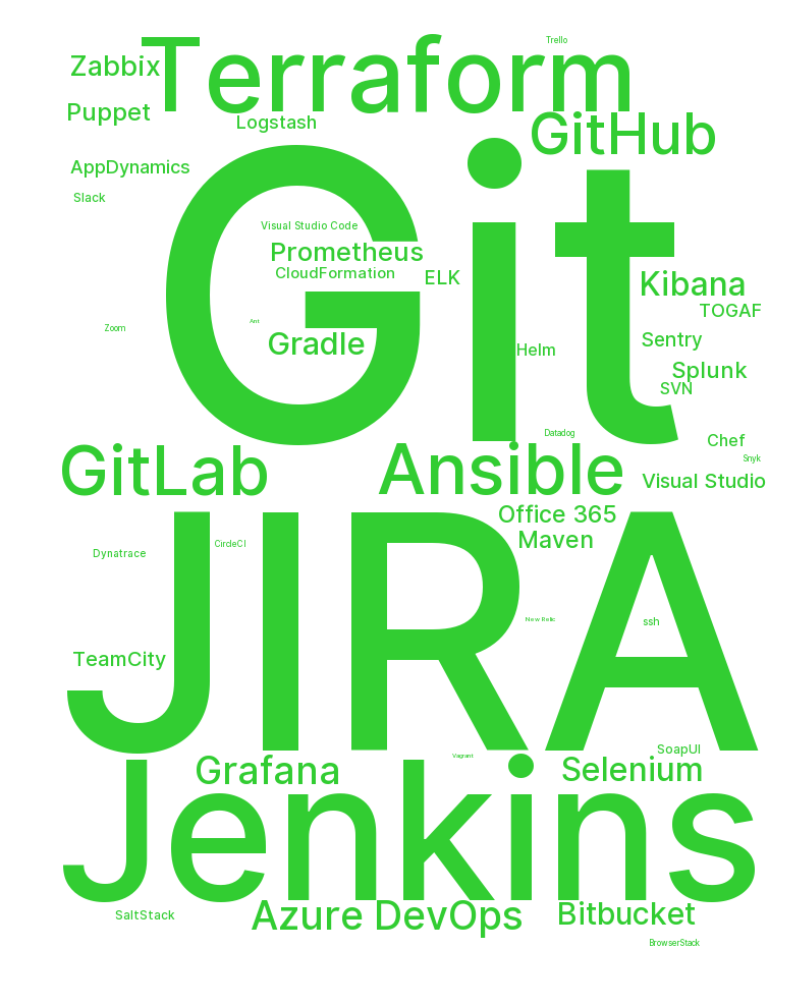 Trello
Terraform
Zabbix
Puppet
Logstash
GitHub
AppDynamics
Slack
Git
Visual Studio Code
Prometheus
CloudFormation
ELK
Kibana
TOGAF
Ant
Zoom
Gradle
Helm
Sentry
Splunk
SVN
Datadog
Chef
Snyk
GitLab
Ansible
Visual Studio
Office 365
Maven
JIRA
CircleCI
Dynatrace
New Relic
ssh
TeamCity
SoapUI
Vagrant
Grafana
Selenium
Jenkins
SaltStack
Azure DevOps
Bitbucket
BrowserStack